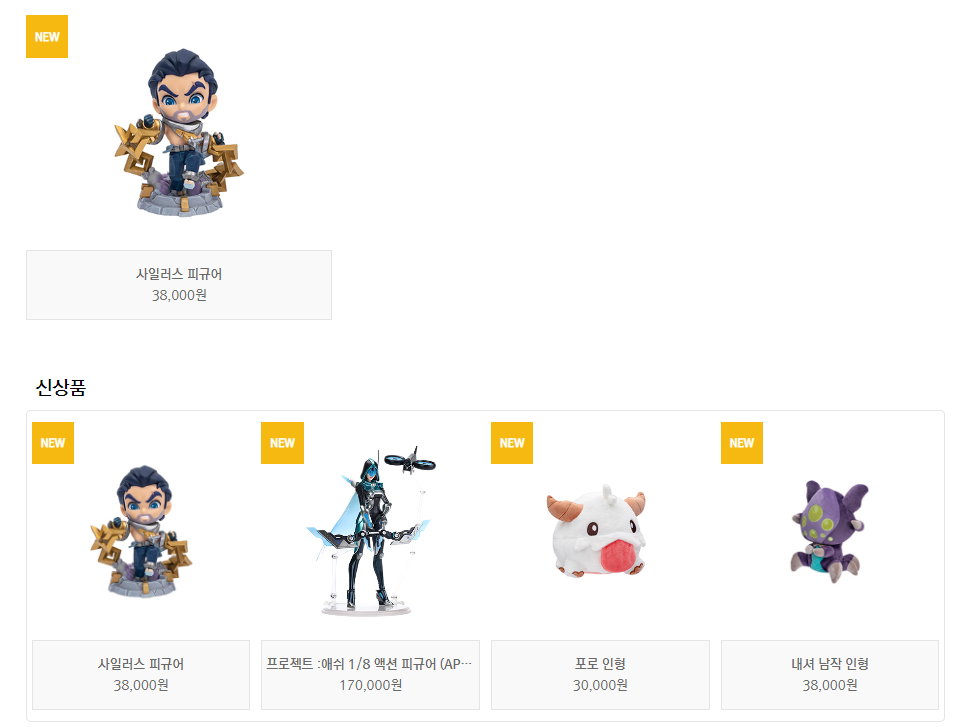 NEW
사일러스 피규어
38,000원
신상품
NEW
NEW
NEW
NEW
사일러스 피규어
프로젝트 :애쉬 1/8 액션 피규어 (AP…
포로 인형
내셔 남작 인형
38,000원
170,000원
30,000원
38,000원